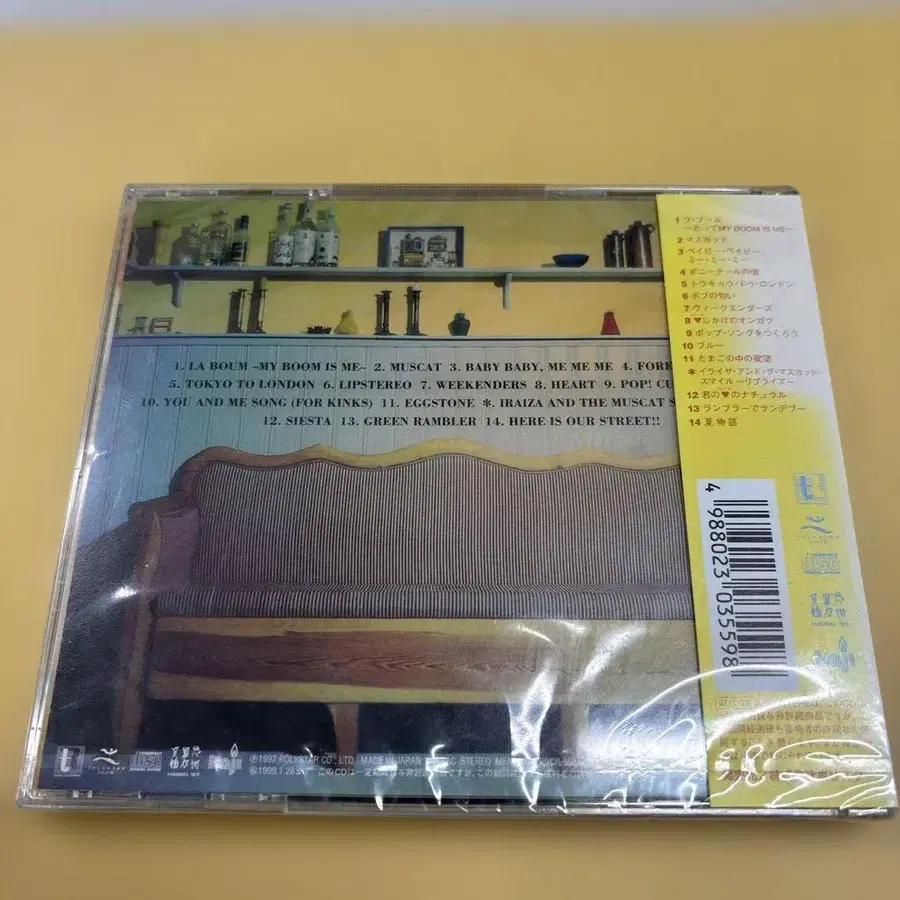 1. LA BOUM ~MY BOOM IS ME~ 2. MUSCAT 3. BABY BABY, ME ME ME 4. FORE
5. TOKYO TO LONDON 6. LIPSTEREO 7. WEEKENDERS 8. HEART 9. POP! CU
10. YOU AND ME SONG (FOR KINKS) 11. EGGSTONE *. IRAIZA AND THE MUSCAT S
12. SIESTA 13. GREEN RAMBLER 14. HERE IS OUR STREET!!
1 ラ・ブーム
〜だってMY BOOM IS ME〜
2 マスカット
3 ベイビー・ベイビー、
ミー・ミー・ミー
4 ポニーテールの頃
5 トウキョウ・トゥ・ロンドン
6 ボブの匂い
7 ウィークエンダーズ
8 ♥じかけのオンガク
9 ポップ・ソングをつくろう
10 ブルー
11 たまごの中の欲望
* イライザ・アンド・ザ・マスカット・
スマイル 〜リプライズ〜
12 君の♥のナチュラル
13 ランブラーでランデブー
14 夏物語
4 988023 035598
t
DISC
t
DISC
℗1997 POLYSTAR CO., LTD. MADE IN JAPAN
STEREO